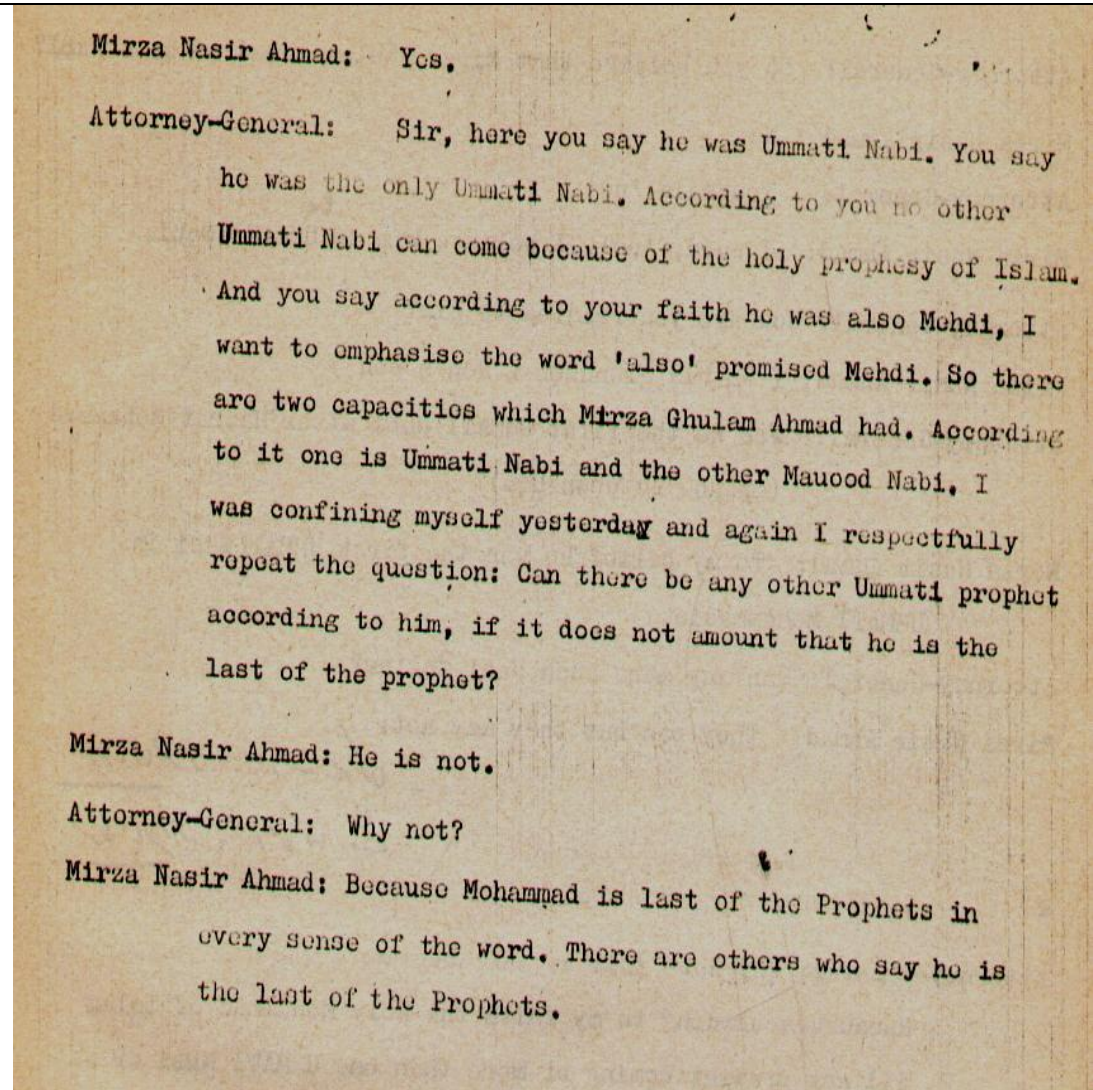 Mirza Nasir Ahmad: Yes.
Attorney-General: Sir, here you say he was Ummati Nabi. You say
he was the only Ummati Nabi. According to you no other
Ummati Nabi can come because of the holy prophesy of Islam.
And you say according to your faith he was also Mehdi, I
want to emphasise the word 'also' promised Mehdi. So there
are two capacities which Mirza Ghulam Ahmad had. According
to it one is Ummati Nabi and the other Mauood Nabi. I
was confining myself yesterday and again I respectfully
repeat the question: Can there be any other Ummati prophet
according to him, if it does not amount that he is the
last of the prophet?
Mirza Nasir Ahmad: He is not.
Attorney-General: Why not?
Mirza Nasir Ahmad: Because Mohammad is last of the Prophets in
every sense of the word. There are others who say he is
the last of the Prophets.